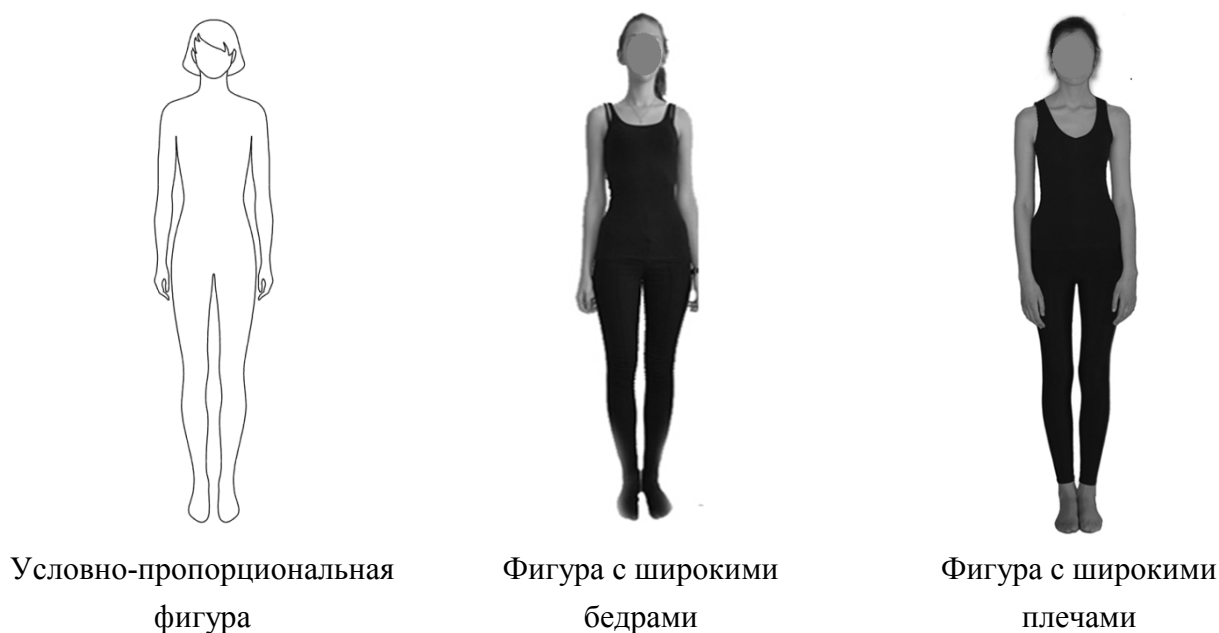 Условно-пропорциональная
фигура
Фигура с широкими
бедрами
Фигура с широкими
плечами